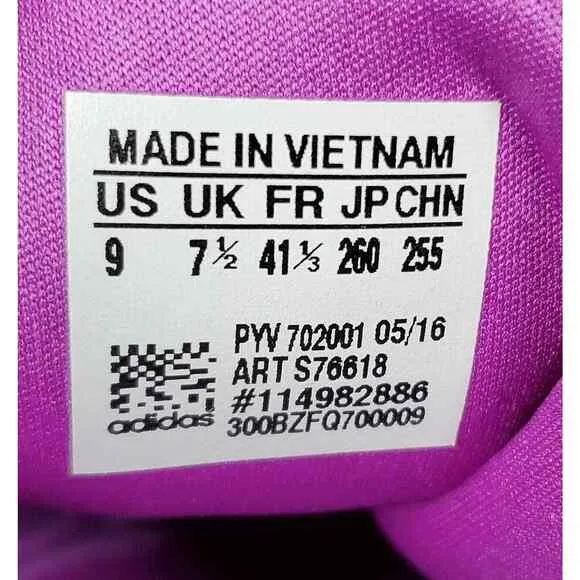 MADE IN VIETNAM
US UK FR JP CHN
9 7½ 41⅓ 260 255
PYV 702001 05/16
ART S76618
#114982886
adidas 300BZFQ700009